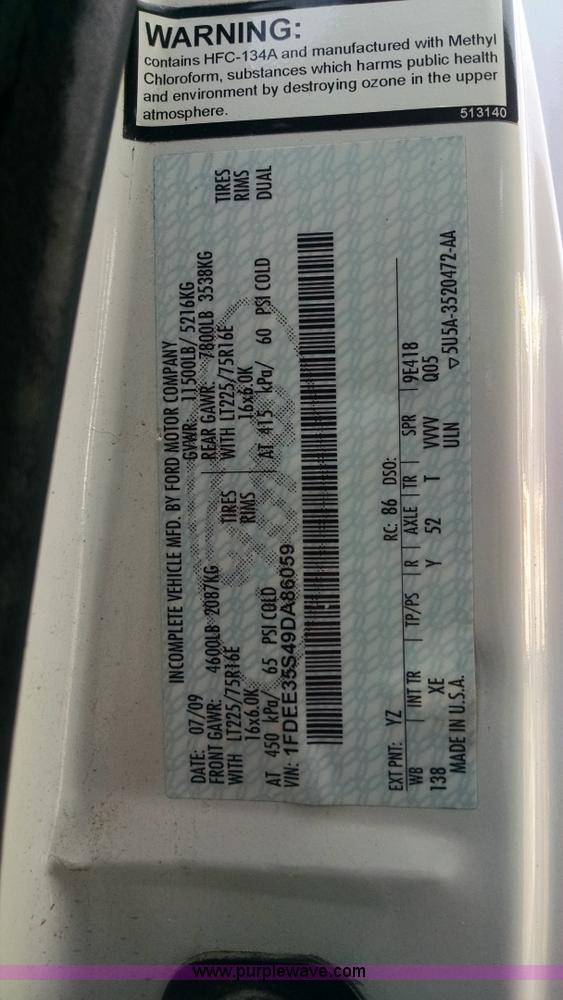 WARNING:
contains HFC-134A and manufactured with Methyl
Chloroform, substances which harms public health
and environment by destroying ozone in the upper
atmosphere.
513140
INCOMPLETE VEHICLE MFD. BY FORD MOTOR COMPANY
DATE: 07/09 GVWR: 11500LB/ 5216KG
FRONT GAWR: 4600LB 2087KG REAR GAWR: 7800LB 3538KG
WITH LT225/75R16E TIRES WITH LT225/75R16E TIRES
16x6.0K RIMS 16x6.0K RIMS
AT 450 kPa/ 65 PSI COLD AT 415 kPa/ 60 PSI COLD DUAL
VIN: 1FDEE35S49DA86059
EXT PNT: YZ RC: 86 DSO:
WB INT TR TP/PS R AXLE TR SPR 9E418
138 XE Y 52 T VVVV Q05
MADE IN U.S.A. ULN ▽5U5A-3520472-AA
www.purplewave.com